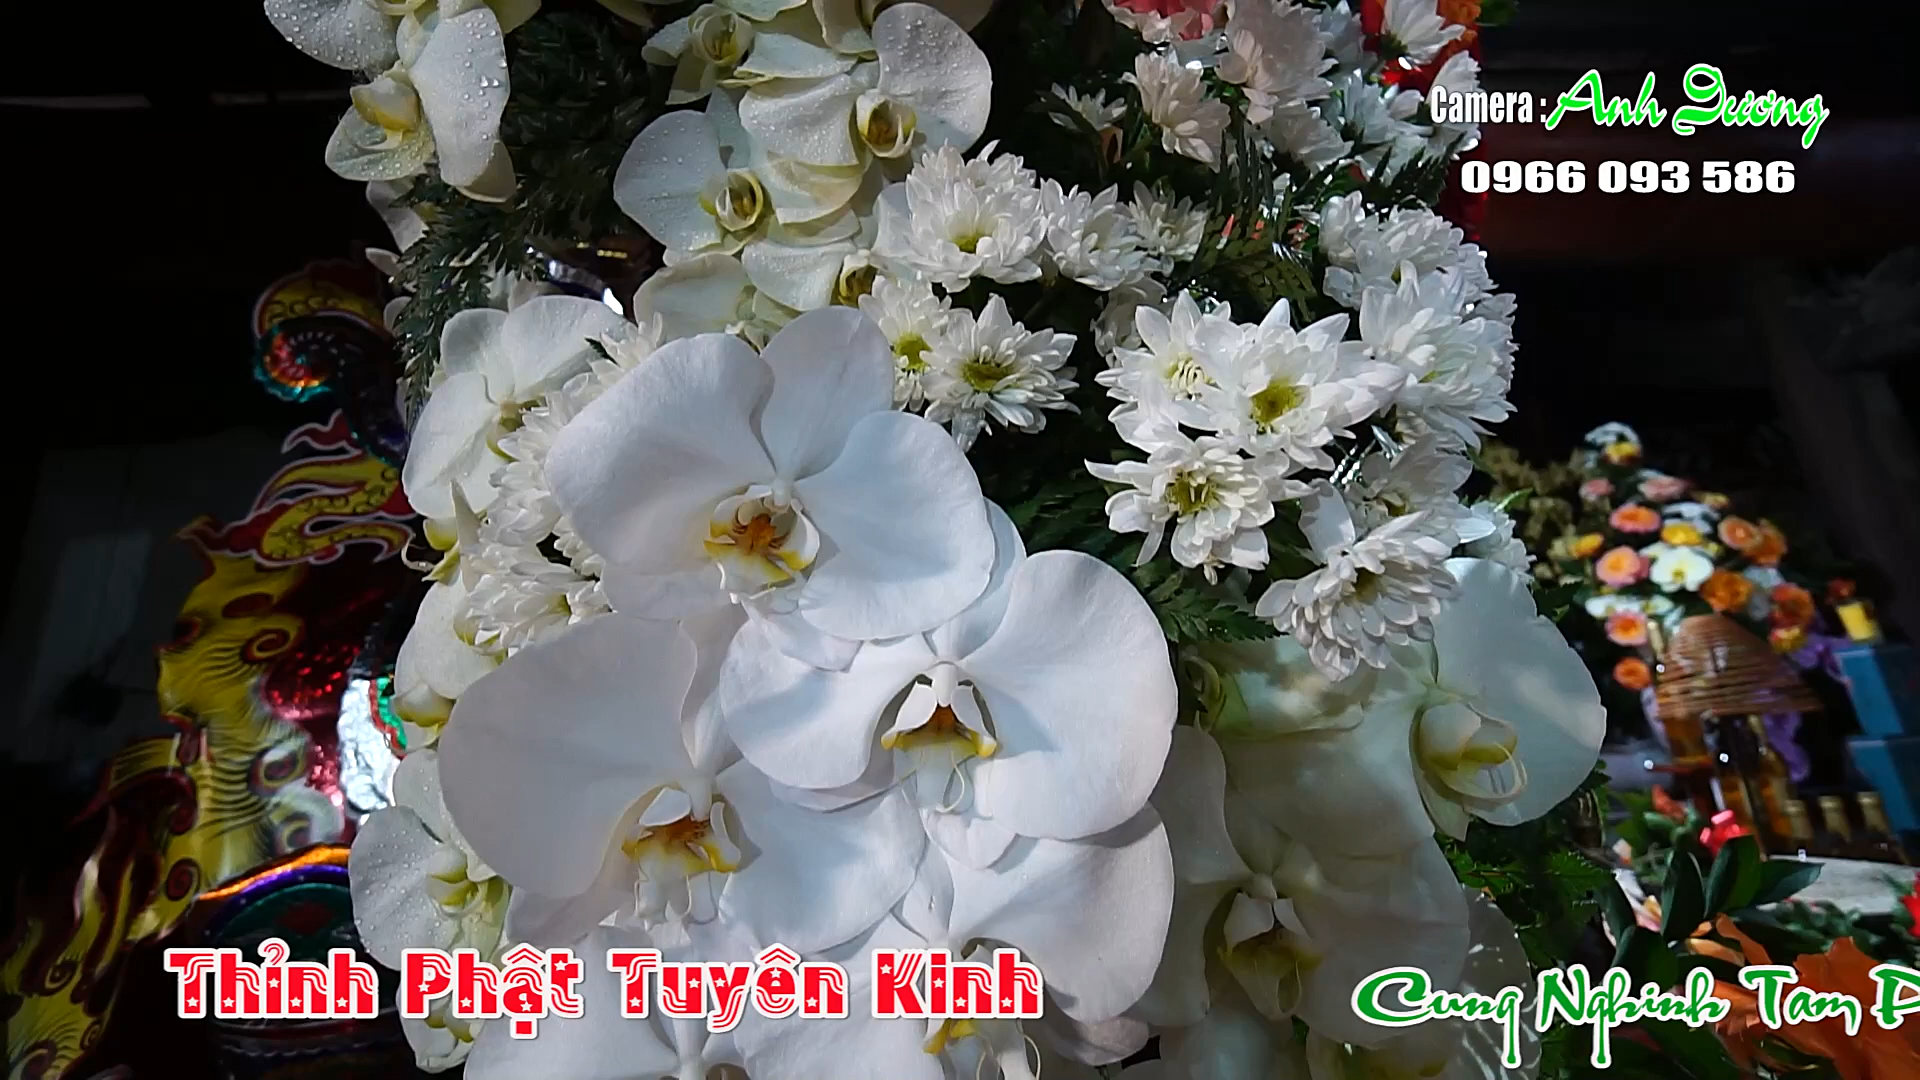 Camera : Anh Dương
0966 093 586
Thỉnh Phật Tuyên Kinh
Cung Nghinh Tam